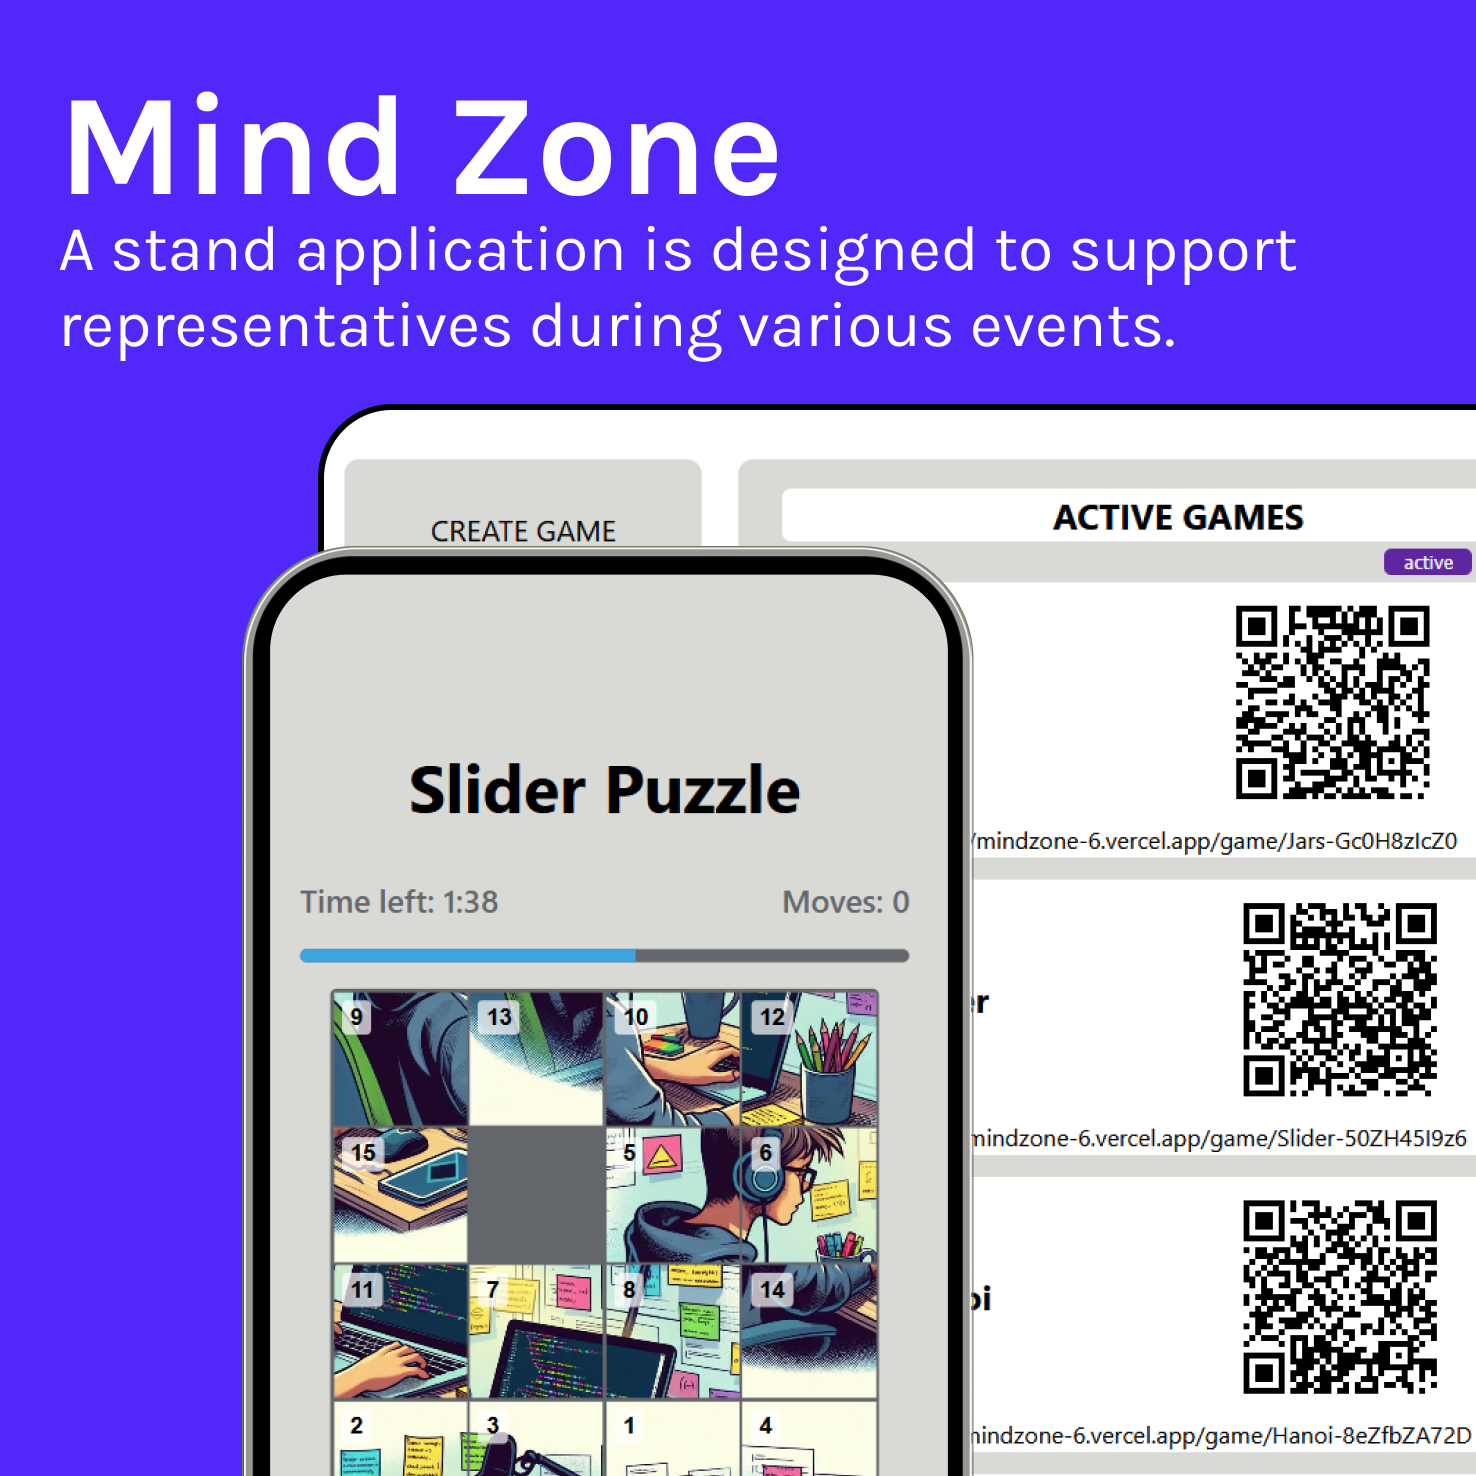 Mind Zone
A stand application is designed to support
representatives during various events.
CREATE GAME
ACTIVE GAMES
active
/mindzone-6.vercel.app/game/Jars-Gc0H8zIcZ0
er
mindzone-6.vercel.app/game/Slider-50ZH45I9z6
oi
mindzone-6.vercel.app/game/Hanoi-8eZfbZA72D
Slider Puzzle
Time left: 1:38
Moves: 0
9 13 10 12
15 5 6
11 7 8 14
2 3 1 4